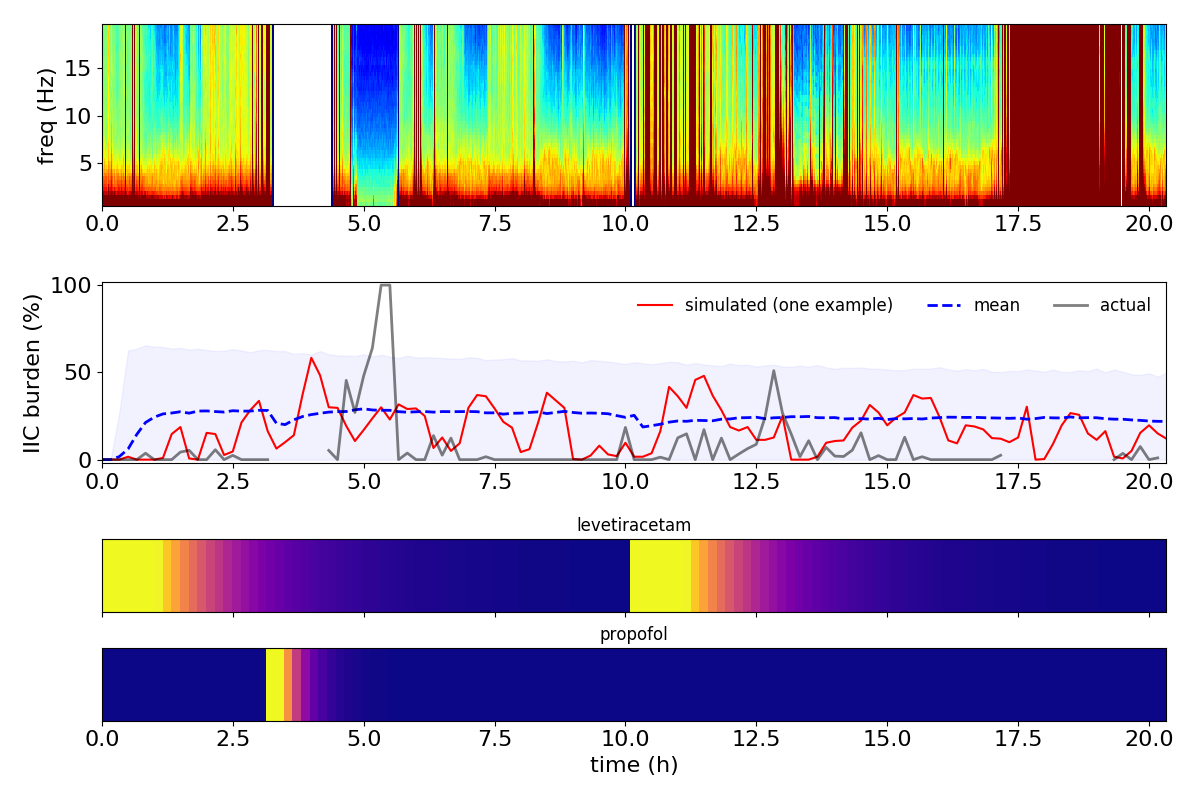 freq (Hz)
15
10
5
0.0 2.5 5.0 7.5 10.0 12.5 15.0 17.5 20.0
IIC burden (%)
100
50
0
simulated (one example) mean actual
0.0 2.5 5.0 7.5 10.0 12.5 15.0 17.5 20.0
levetiracetam
propofol
0.0 2.5 5.0 7.5 10.0 12.5 15.0 17.5 20.0
time (h)